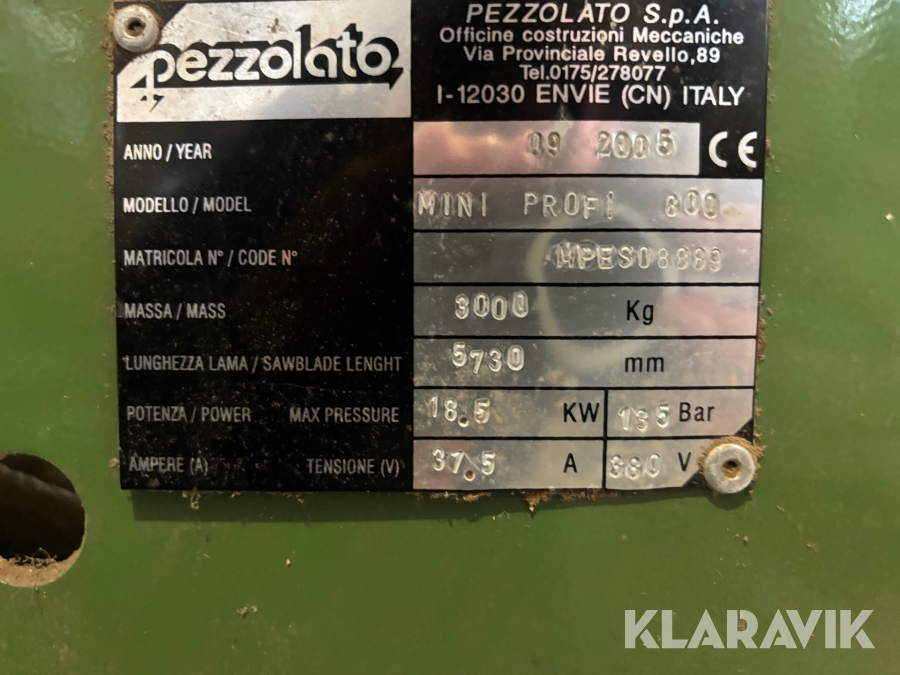 pezzolato
PEZZOLATO S.p.A.
Officine costruzioni Meccaniche
Via Provinciale Revello,89
Tel.0175/278077
I-12030 ENVIE (CN) ITALY
ANNO / YEAR 09 2005 CE
MODELLO / MODEL MINI PROFI 800
MATRICOLA N° / CODE N° MPES08889
MASSA / MASS 3000 Kg
LUNGHEZZA LAMA / SAWBLADE LENGHT 5730 mm
POTENZA / POWER MAX PRESSURE 18.5 KW 135 Bar
AMPERE (A) TENSIONE (V) 37.5 A 380 V
KLARAVIK